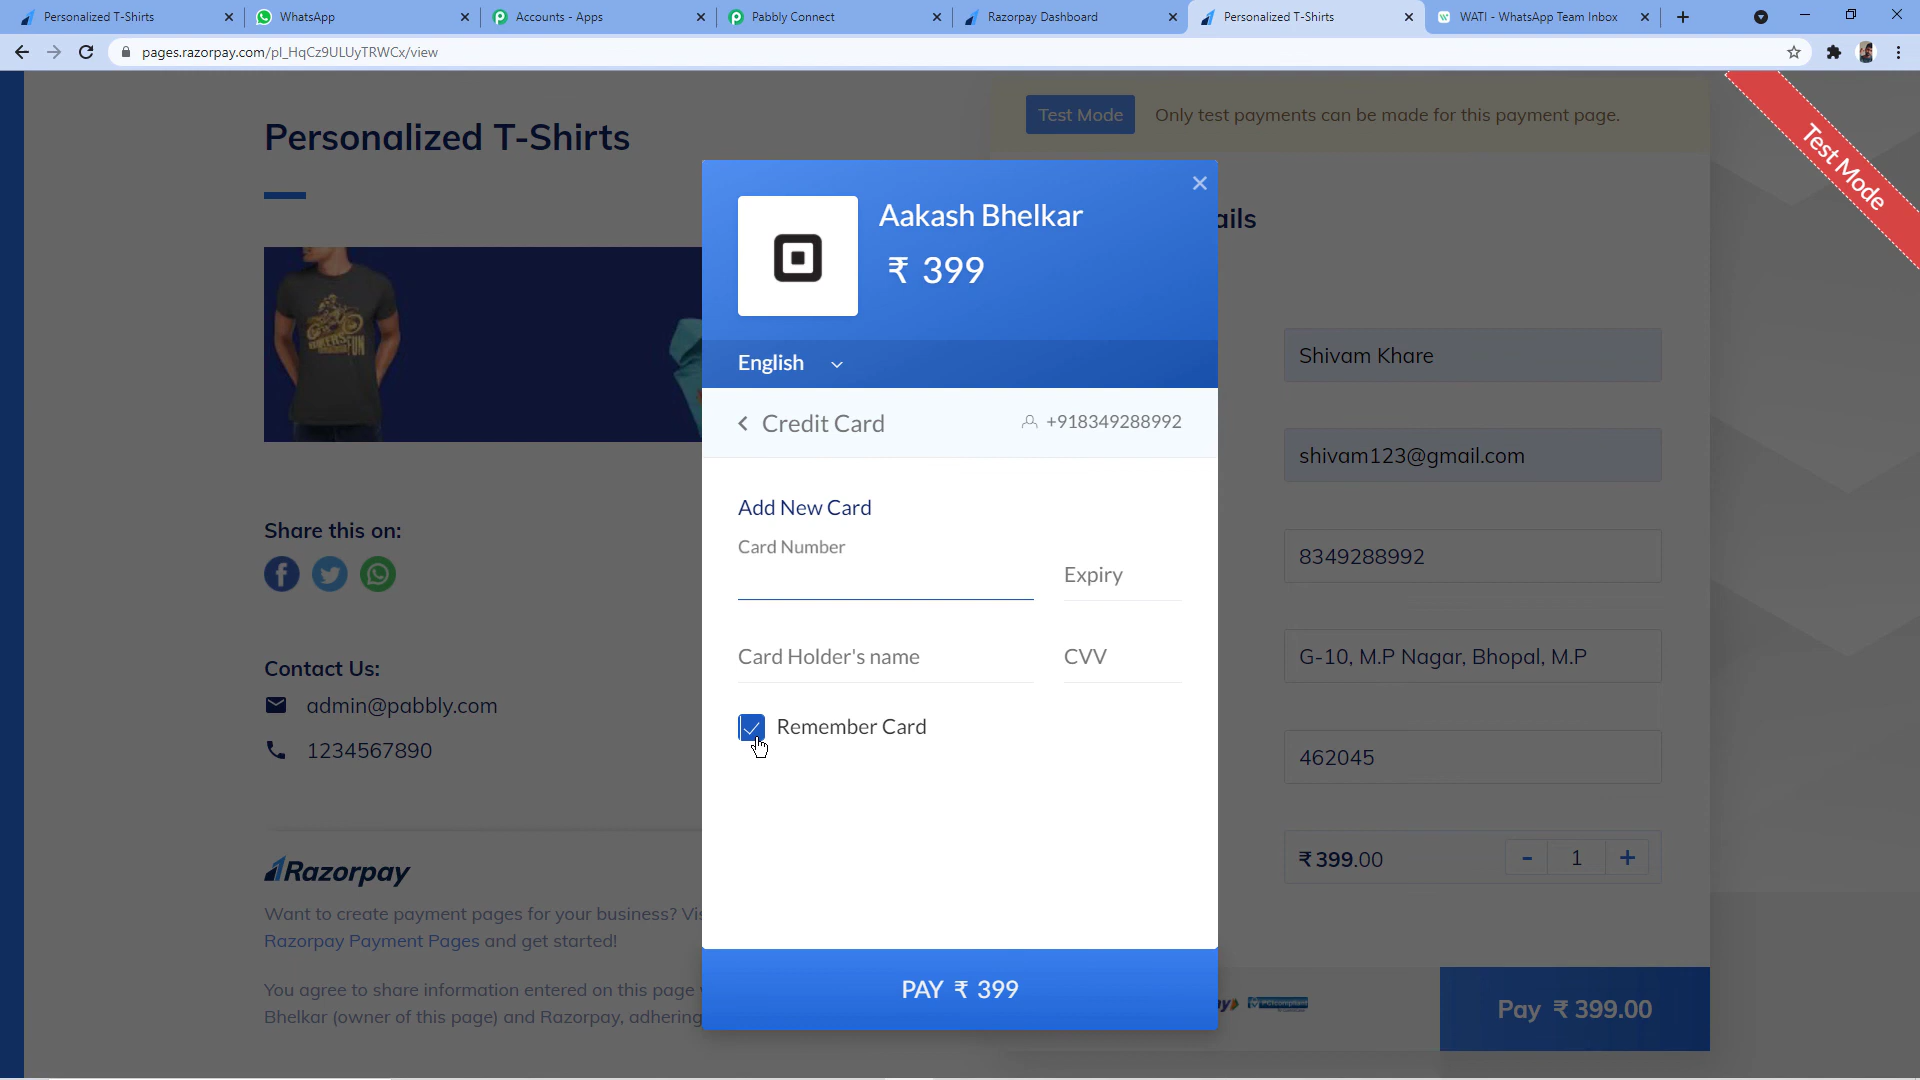 Personalized T-Shirts
WhatsApp
Accounts - Apps
Pabbly Connect
Razorpay Dashboard
Personalized T-Shirts
WATI - WhatsApp Team Inbox
pages.razorpay.com/pl_HqCz9ULUyTRWCx/view
Personalized T-Shirts
BIKERS FUN
Share this on:
Contact Us:
admin@pabbly.com
1234567890
Razorpay
Want to create payment pages for your business?
Razorpay Payment Pages and get started!
You agree to share information entered on this page
Bhelkar (owner of this page) and Razorpay, adhering
Aakash Bhelkar
₹ 399
English
Credit Card
+918349288992
Add New Card
Card Number
Expiry
Card Holder's name
CVV
Remember Card
PAY ₹ 399
Test Mode
Only test payments can be made for this payment page.
Test Mode
ails
Shivam Khare
shivam123@gmail.com
8349288992
G-10, M.P Nagar, Bhopal, M.P
462045
₹ 399.00
- 1 +
Pay ₹ 399.00